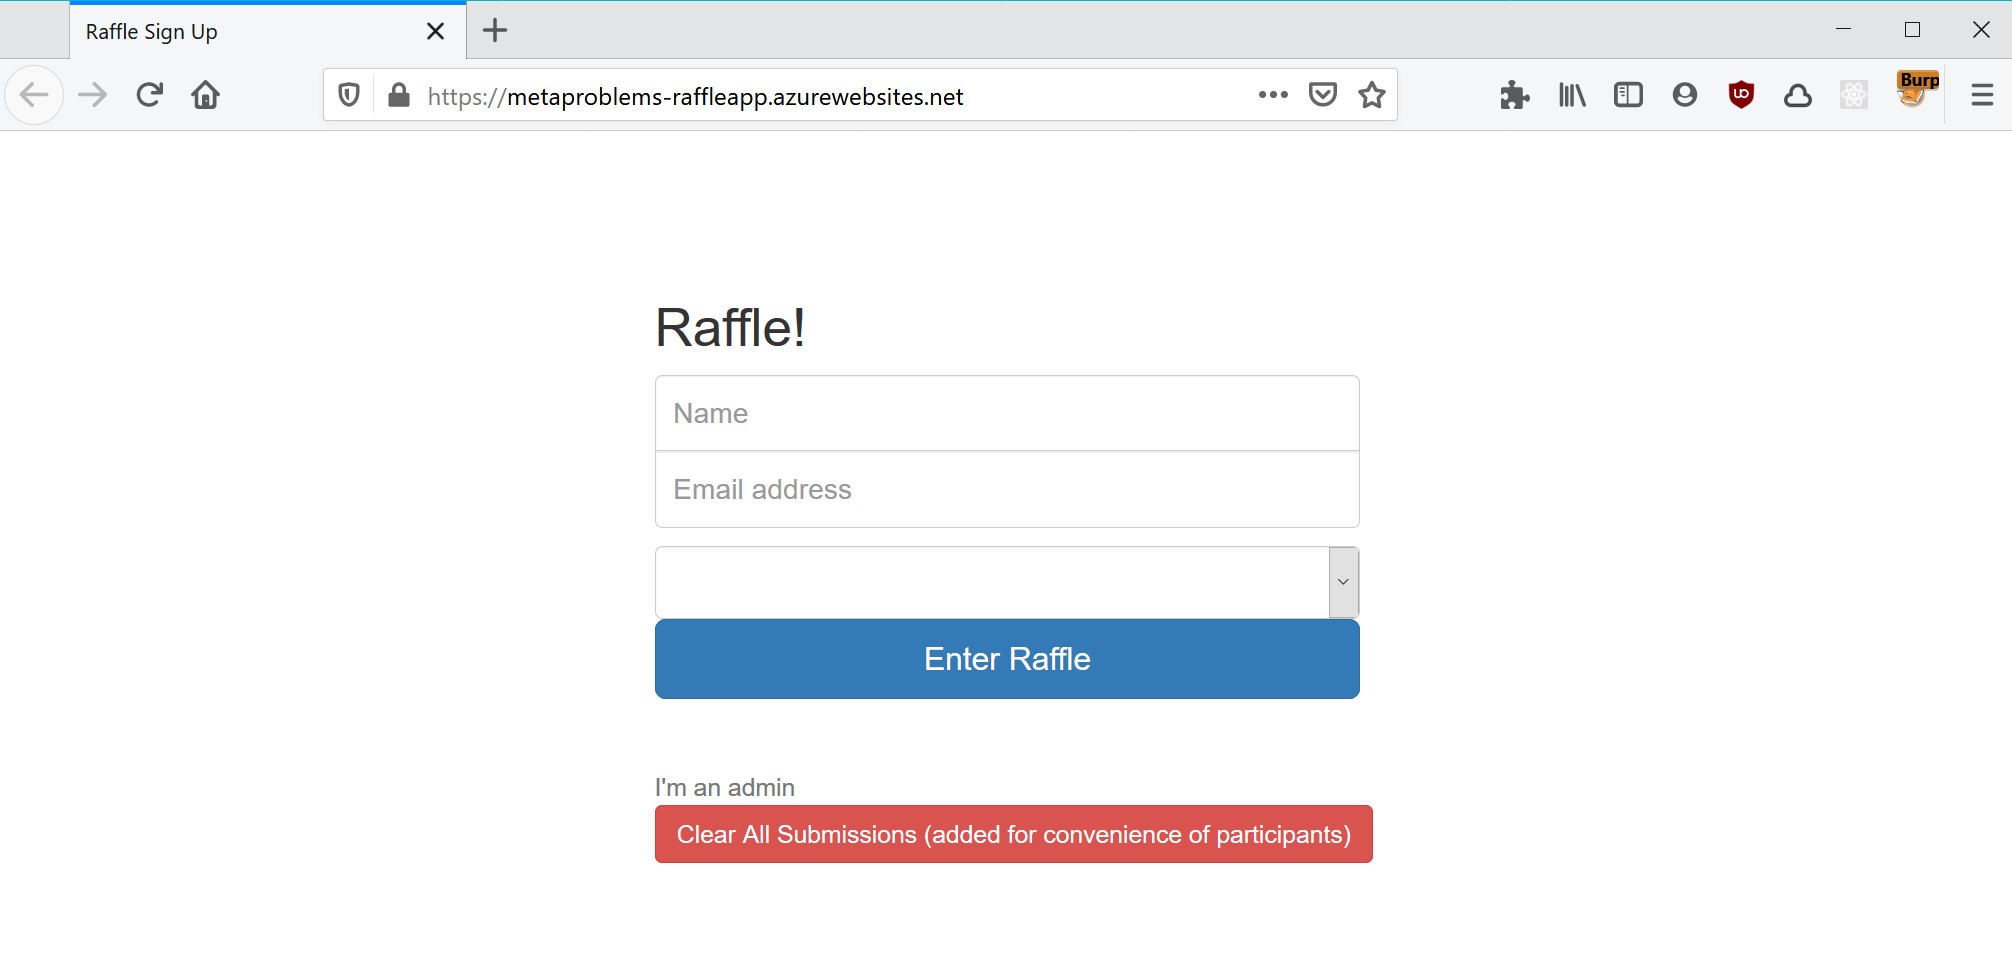 Raffle Sign Up
https://metaproblems-raffleapp.azurewebsites.net
Burp
Raffle!
Name
Email address
Enter Raffle
I'm an admin
Clear All Submissions (added for convenience of participants)